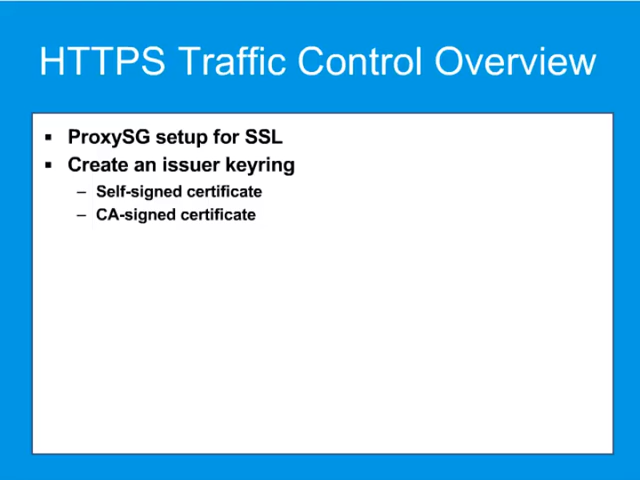 HTTPS Traffic Control Overview
▪ ProxySG setup for SSL
▪ Create an issuer keyring
– Self-signed certificate
– CA-signed certificate